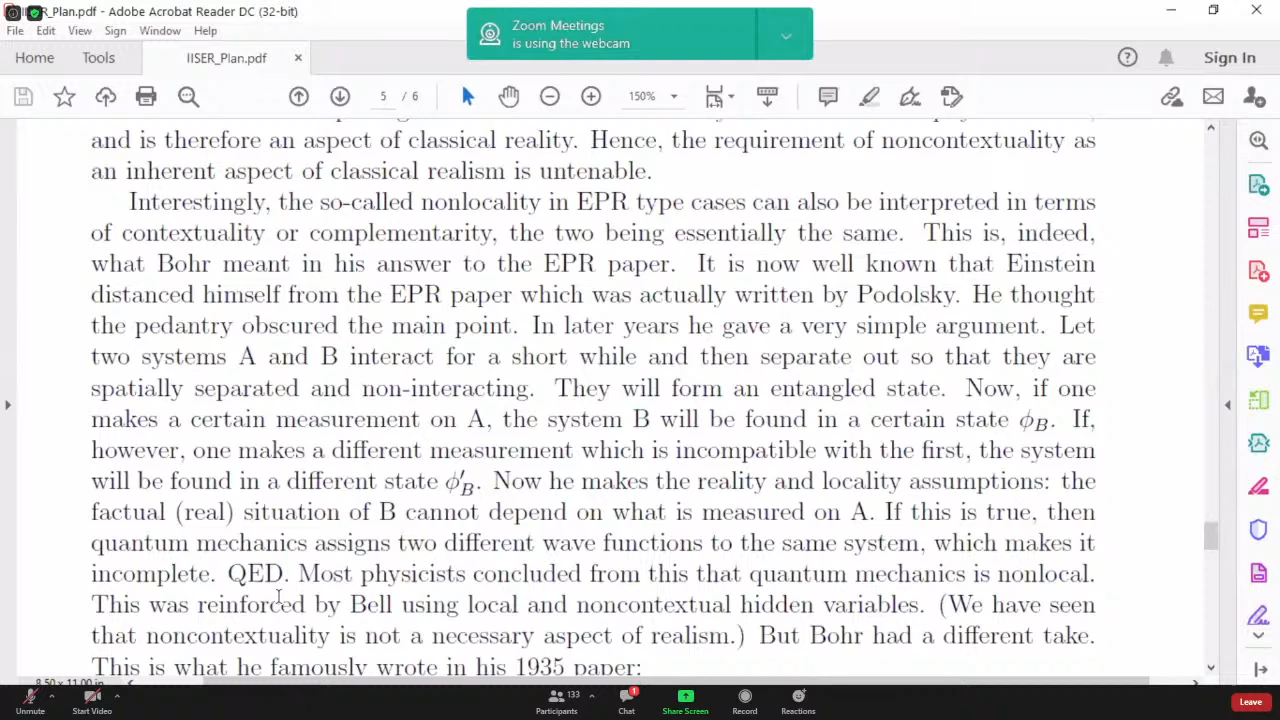 IISER_Plan.pdf - Adobe Acrobat Reader DC (32-bit)
File Edit View Sign Window Help
Zoom Meetings
is using the webcam
Home Tools IISER_Plan.pdf × Sign In
5 / 6 150%
and is therefore an aspect of classical reality. Hence, the requirement of noncontextuality as
an inherent aspect of classical realism is untenable.
Interestingly, the so-called nonlocality in EPR type cases can also be interpreted in terms
of contextuality or complementarity, the two being essentially the same. This is, indeed,
what Bohr meant in his answer to the EPR paper. It is now well known that Einstein
distanced himself from the EPR paper which was actually written by Podolsky. He thought
the pedantry obscured the main point. In later years he gave a very simple argument. Let
two systems A and B interact for a short while and then separate out so that they are
spatially separated and non-interacting. They will form an entangled state. Now, if one
makes a certain measurement on A, the system B will be found in a certain state ϕ_B. If,
however, one makes a different measurement which is incompatible with the first, the system
will be found in a different state ϕ′_B. Now he makes the reality and locality assumptions: the
factual (real) situation of B cannot depend on what is measured on A. If this is true, then
quantum mechanics assigns two different wave functions to the same system, which makes it
incomplete. QED. Most physicists concluded from this that quantum mechanics is nonlocal.
This was reinforced by Bell using local and noncontextual hidden variables. (We have seen
that noncontextuality is not a necessary aspect of realism.) But Bohr had a different take.
This is what he famously wrote in his 1935 paper:
8.50 x 11.00 in
Unmute Start Video Participants 133 Chat 1 Share Screen Record Reactions Leave